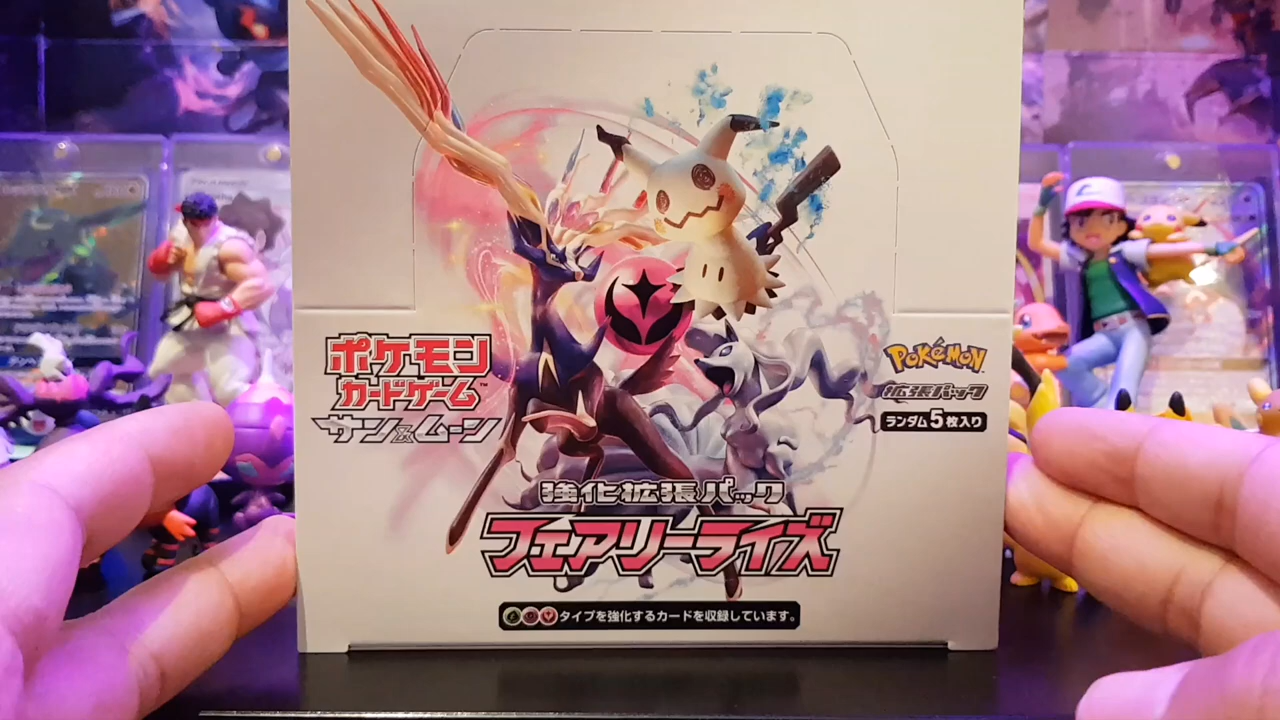 ポケモン
カードゲーム™
サン&ムーン
Pokémon
拡張パック
ランダム5枚入り
強化拡張パック
フェアリーライズ
タイプを強化するカードを収録しています。